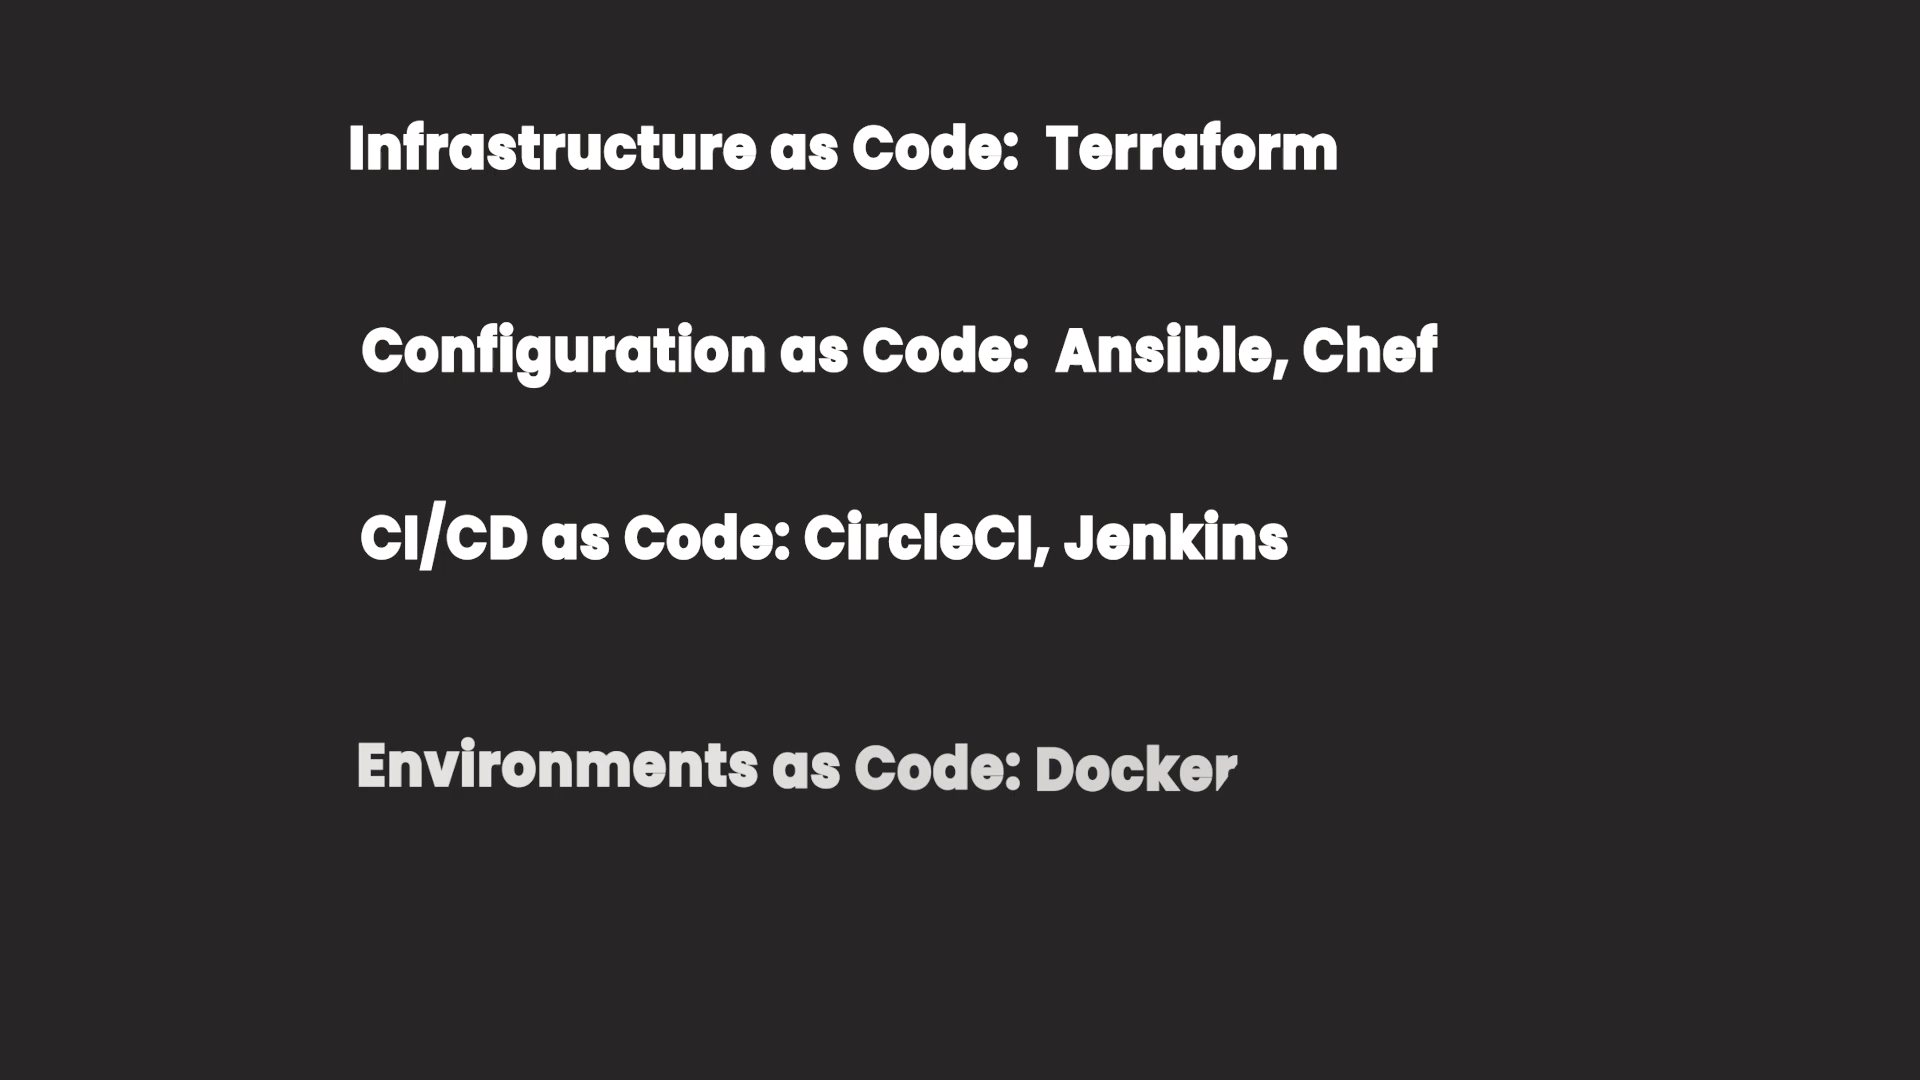 Infrastructure as Code: Terraform
Configuration as Code: Ansible, Chef
CI/CD as Code: CircleCI, Jenkins
Environments as Code: Docker